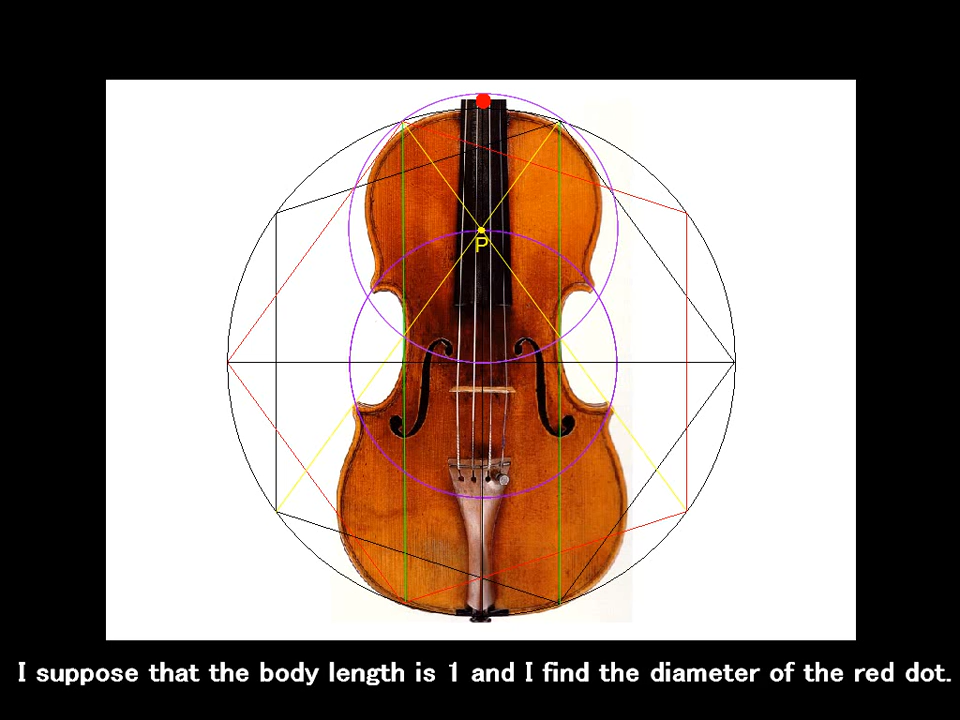 P
I suppose that the body length is 1 and I find the diameter of the red dot.